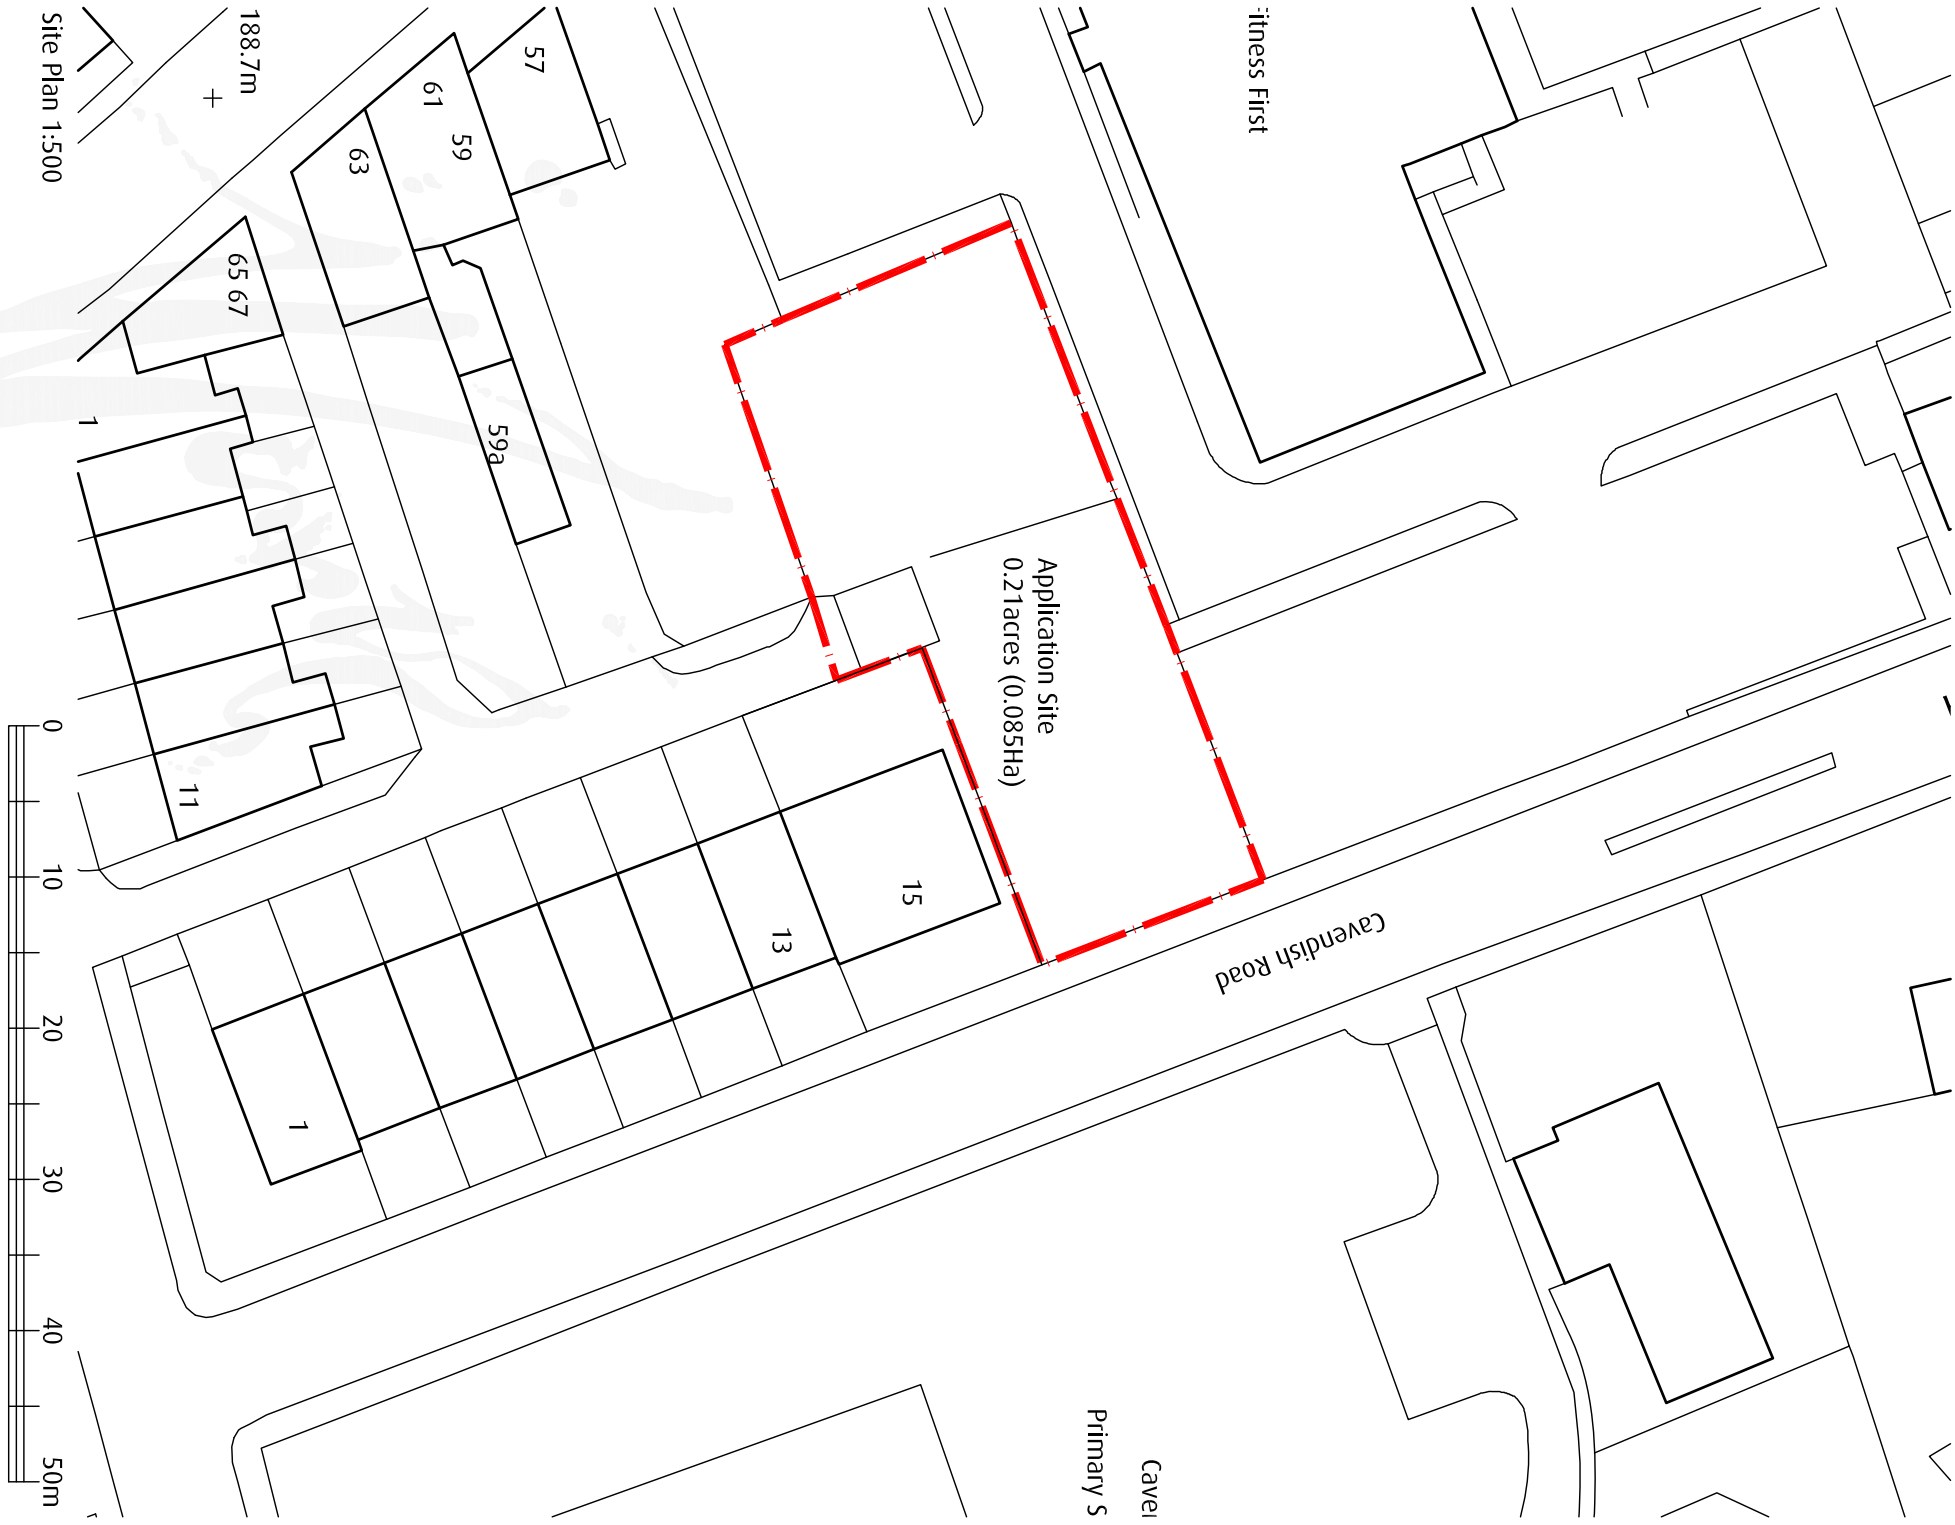 Site Plan 1:500
188.7m
57
61
59
63
65 67
59a
1
11
itness First
Application Site
0.21acres (0.085Ha)
15
13
1
Cavendish Road
Primary S
Caver
0
10
20
30
40
50m